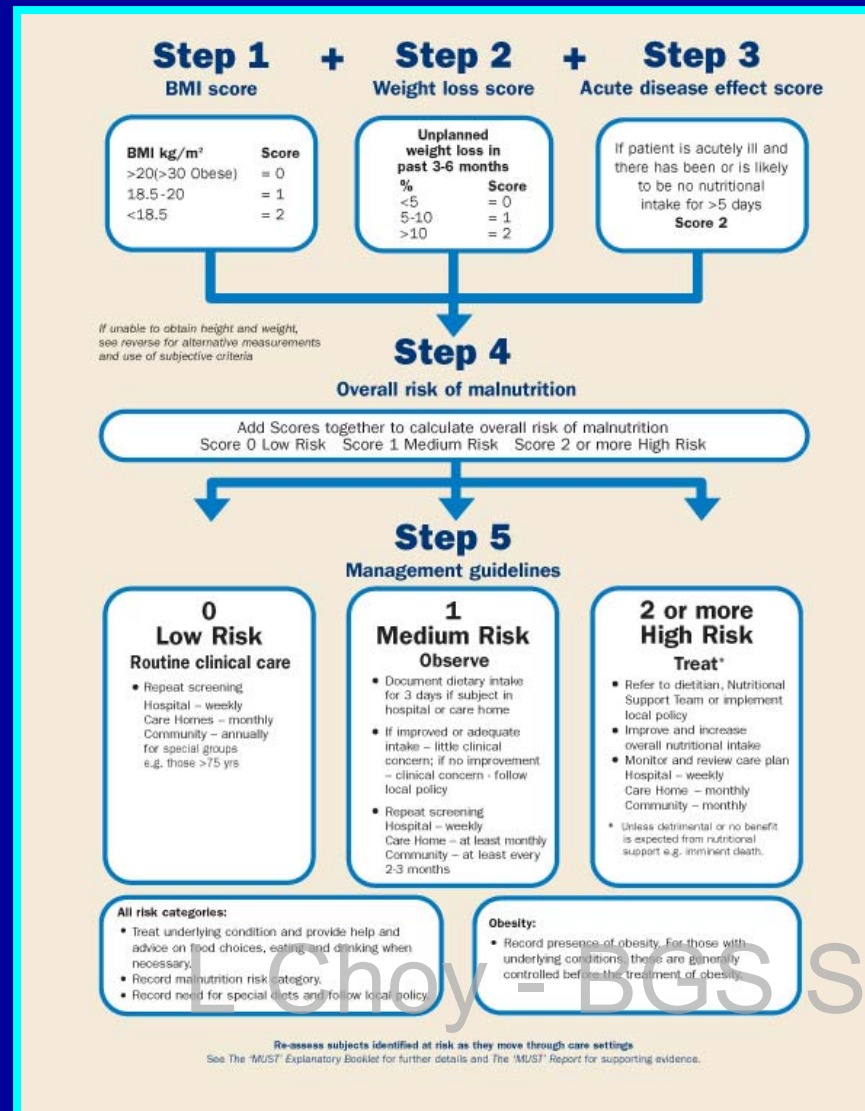 Step 1 + Step 2 + Step 3
BMI score
Weight loss score
Acute disease effect score
BMI kg/m² Score
>20(>30 Obese) = 0
18.5-20 = 1
<18.5 = 2
Unplanned
weight loss in
past 3-6 months
% Score
<5 = 0
5-10 = 1
>10 = 2
If patient is acutely ill and
there has been or is likely
to be no nutritional
intake for >5 days
Score 2
If unable to obtain height and weight,
see reverse for alternative measurements
and use of subjective criteria
Step 4
Overall risk of malnutrition
Add Scores together to calculate overall risk of malnutrition
Score 0 Low Risk Score 1 Medium Risk Score 2 or more High Risk
Step 5
Management guidelines
0
Low Risk
Routine clinical care
• Repeat screening
Hospital – weekly
Care Homes – monthly
Community – annually
for special groups
e.g. those >75 yrs
1
Medium Risk
Observe
• Document dietary intake
for 3 days if subject in
hospital or care home
• If improved or adequate
intake – little clinical
concern; if no improvement
– clinical concern - follow
local policy
• Repeat screening
Hospital – weekly
Care Home – at least monthly
Community – at least every
2-3 months
2 or more
High Risk
Treat*
• Refer to dietitian, Nutritional
Support Team or implement
local policy
• Improve and increase
overall nutritional intake
• Monitor and review care plan
Hospital – weekly
Care Home – monthly
Community – monthly
* Unless detrimental or no benefit
is expected from nutritional
support e.g. imminent death.
All risk categories:
• Treat underlying condition and provide help and
advice on food choices, eating and drinking when
necessary.
• Record malnutrition risk category.
• Record need for special diets and follow local policy.
Obesity:
• Record presence of obesity. For those with
underlying conditions, these are generally
controlled before the treatment of obesity.
L Choy - BGS S
Re-assess subjects identified at risk as they move through care settings
See The 'MUST' Explanatory Booklet for further details and The 'MUST' Report for supporting evidence.